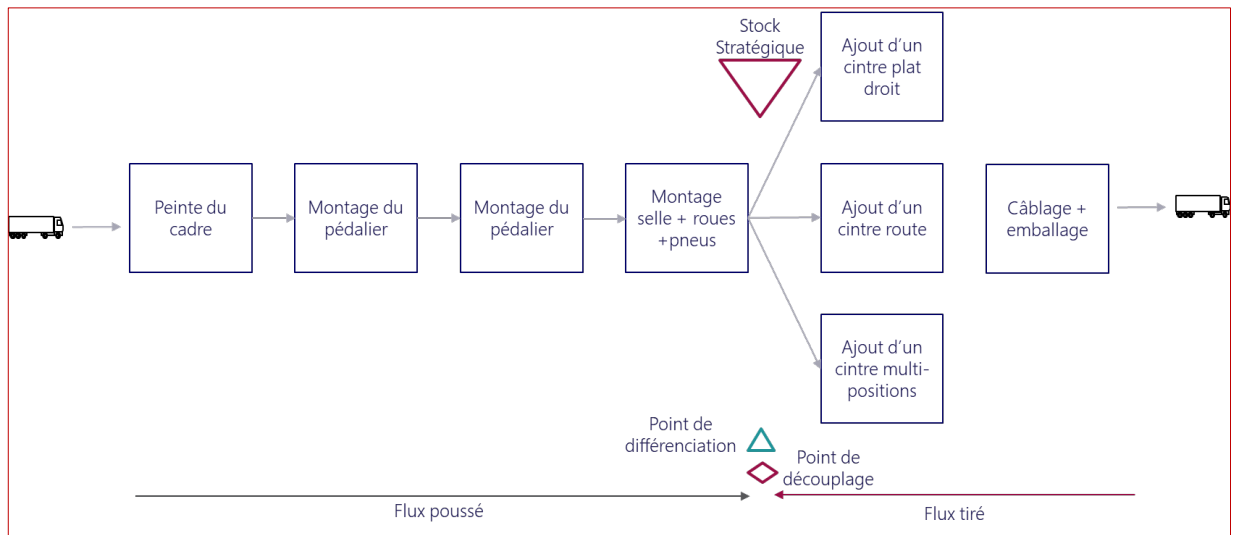 Stock
Stratégique
Ajout d'un
cintre plat
droit
Peinte du
cadre
Montage du
pédalier
Montage du
pédalier
Montage
selle + roues
+pneus
Ajout d'un
cintre route
Câblage +
emballage
Ajout d'un
cintre multi-
positions
Point de
différenciation
Point de
découplage
Flux poussé
Flux tiré